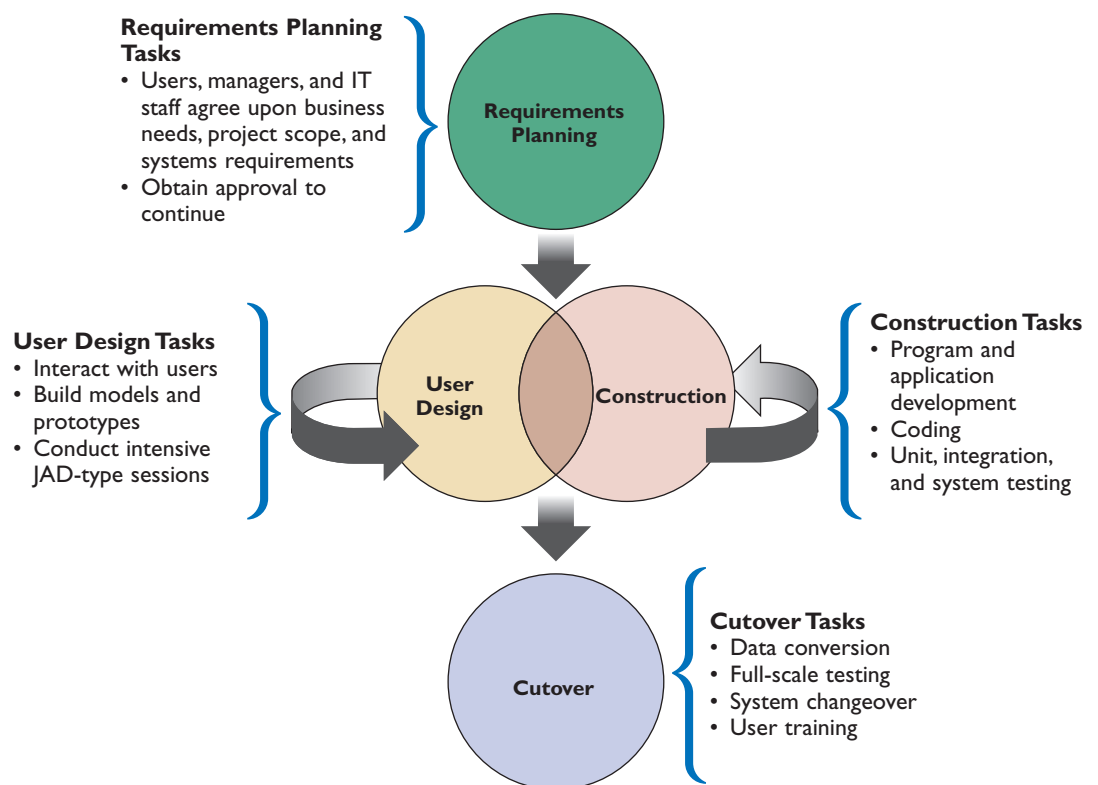 Requirements Planning
Tasks
• Users, managers, and IT
staff agree upon business
needs, project scope, and
systems requirements
• Obtain approval to
continue
Requirements
Planning
User Design Tasks
• Interact with users
• Build models and
prototypes
• Conduct intensive
JAD-type sessions
User
Design
Construction
Construction Tasks
• Program and
application
development
• Coding
• Unit, integration,
and system testing
Cutover
Cutover Tasks
• Data conversion
• Full-scale testing
• System changeover
• User training